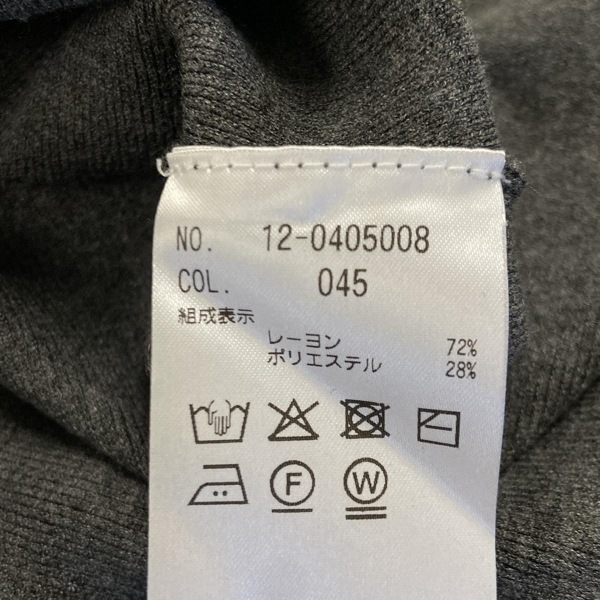 NO. 12-0405008
COL. 045
組成表示
レーヨン 72%
ポリエステル 28%
F W